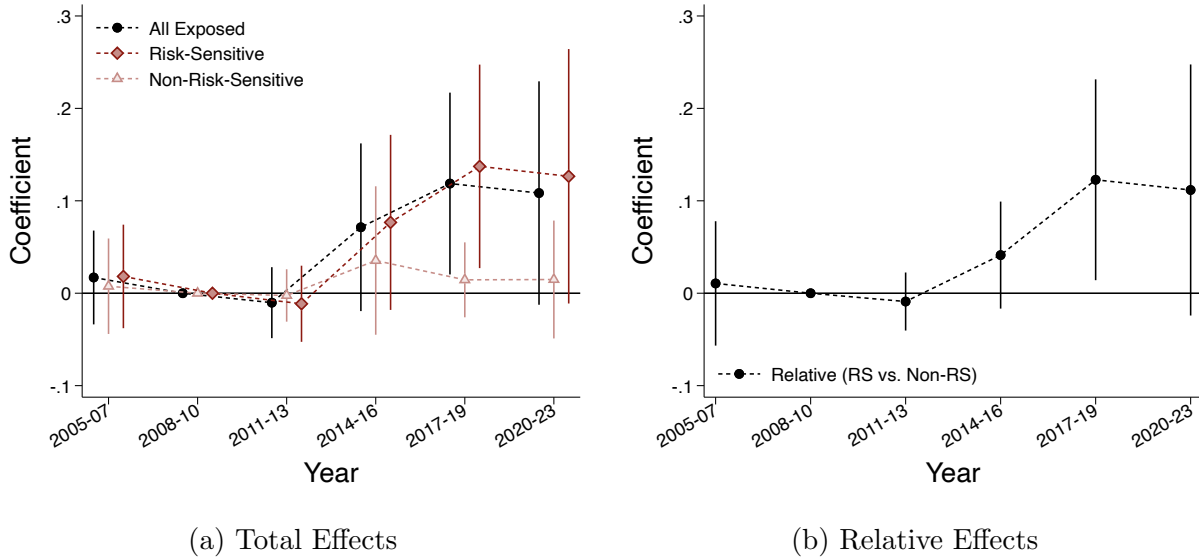 .3
.2
.1
0
-.1
Coefficient
All Exposed
Risk-Sensitive
Non-Risk-Sensitive
2005-07
2008-10
2011-13
2014-16
2017-19
2020-23
Year
(a) Total Effects
.3
.2
.1
0
-.1
Coefficient
Relative (RS vs. Non-RS)
2005-07
2008-10
2011-13
2014-16
2017-19
2020-23
Year
(b) Relative Effects